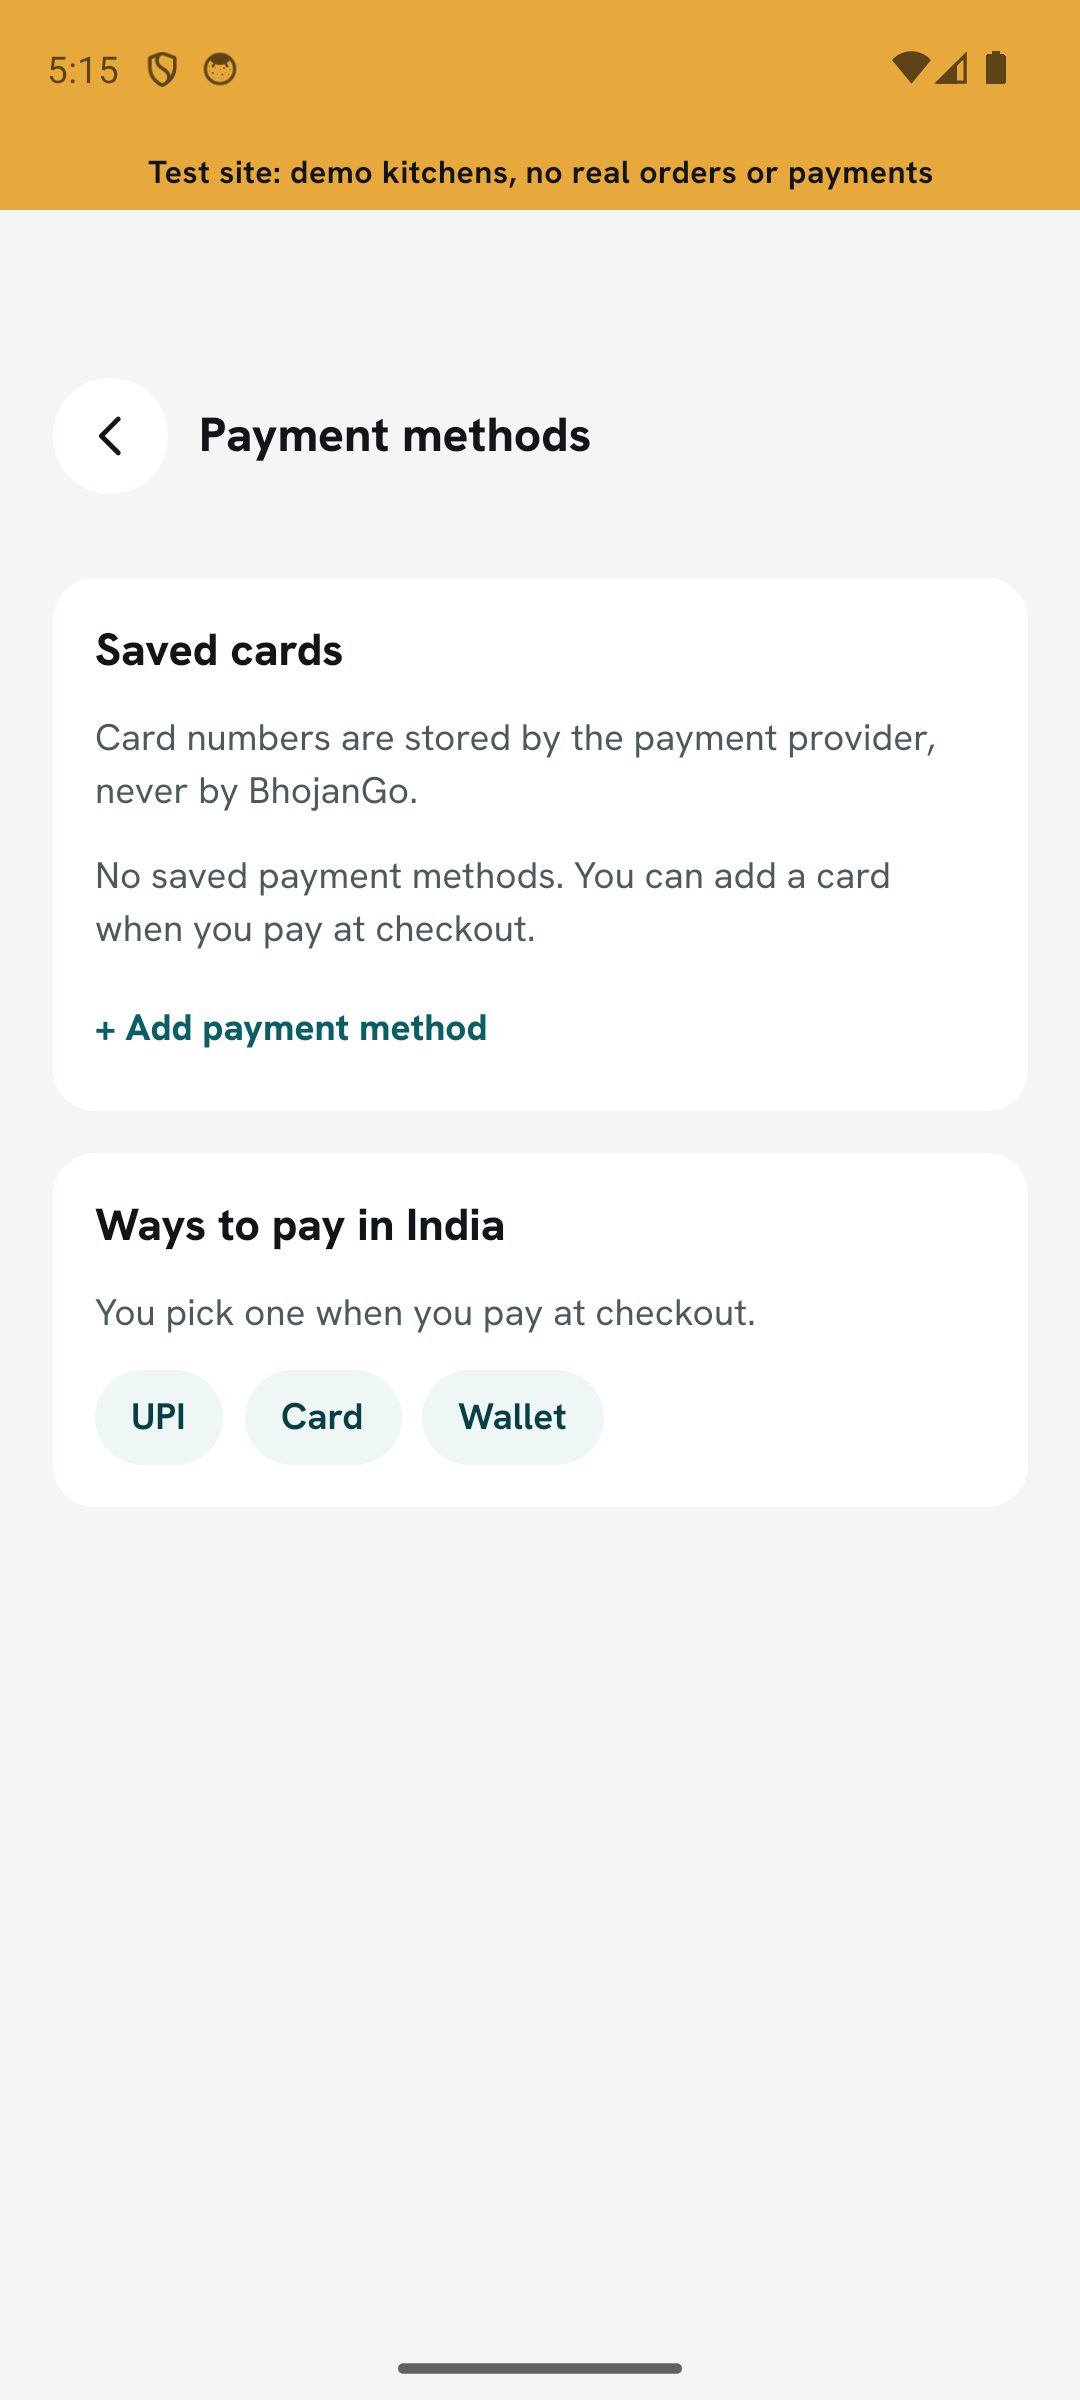 5:15
Test site: demo kitchens, no real orders or payments
Payment methods
Saved cards
Card numbers are stored by the payment provider,
never by BhojanGo.
No saved payment methods. You can add a card
when you pay at checkout.
+ Add payment method
Ways to pay in India
You pick one when you pay at checkout.
UPI
Card
Wallet